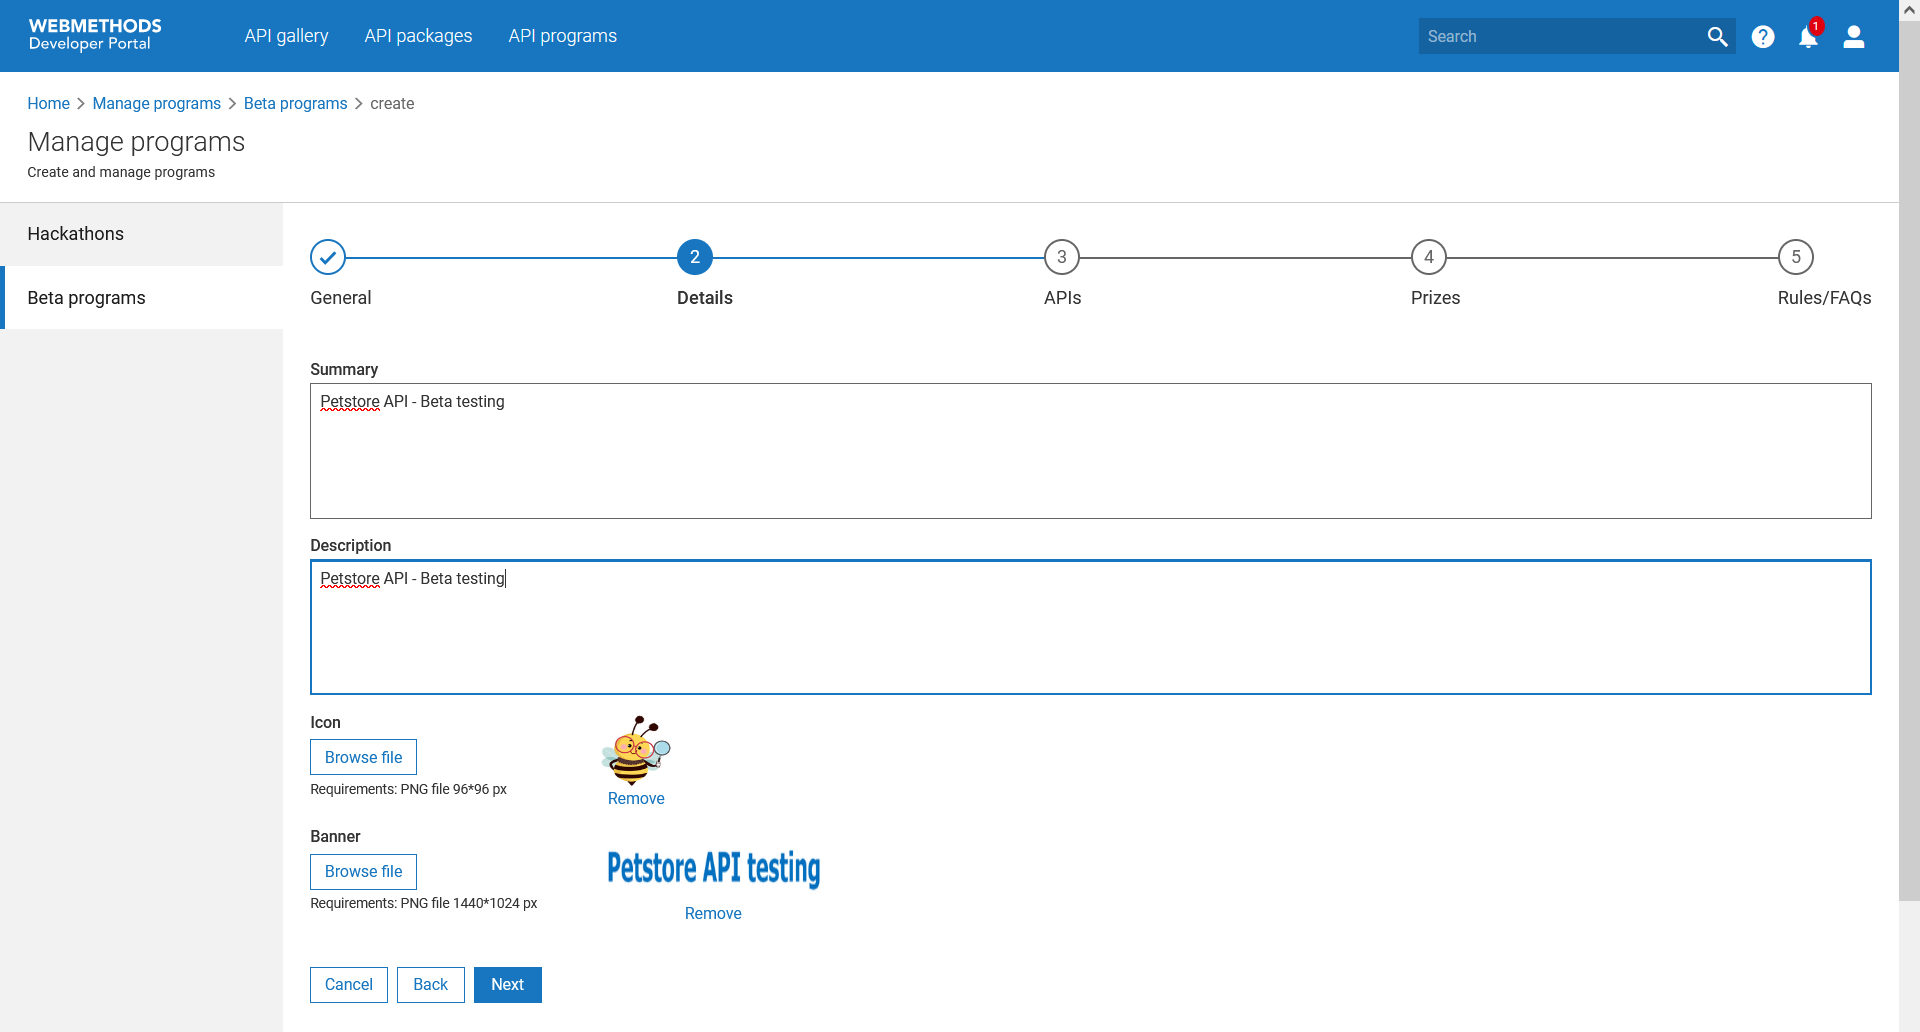 WEBMETHODS
Developer Portal
API gallery
API packages
API programs
Search
?
1
Home > Manage programs > Beta programs > create
Manage programs
Create and manage programs
Hackathons
Beta programs
2
3
4
5
General
Details
APIs
Prizes
Rules/FAQs
Summary
Petstore API - Beta testing
Description
Petstore API - Beta testing
Icon
Browse file
Requirements: PNG file 96*96 px
Remove
Banner
Browse file
Requirements: PNG file 1440*1024 px
Petstore API testing
Remove
Cancel
Back
Next